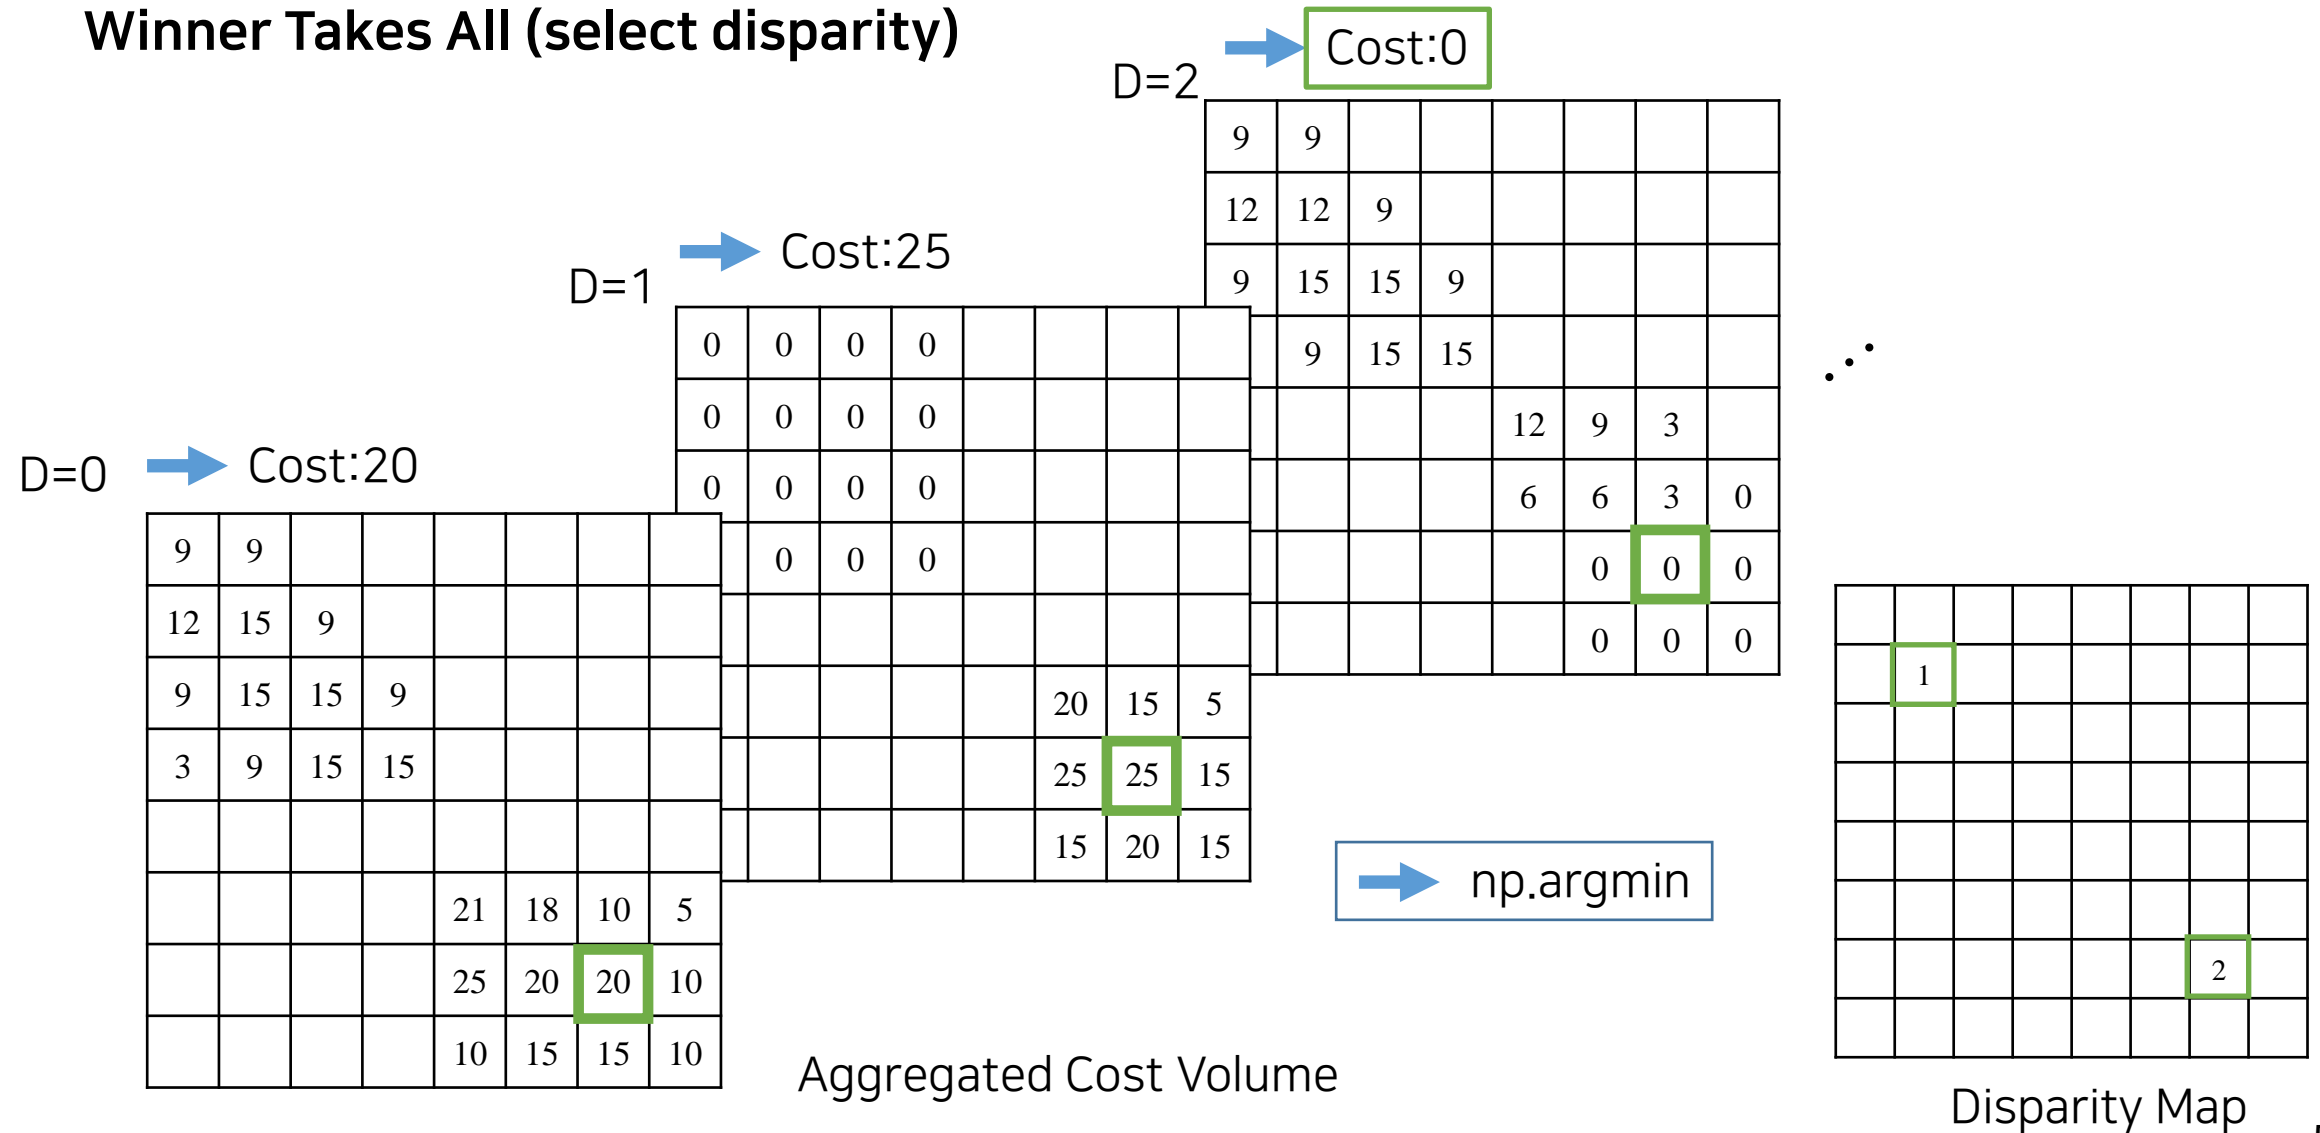 Winner Takes All (select disparity)
D=2
Cost:0
9 9
12 12 9
9 15 15 9
9 15 15
12 9 3
6 6 3 0
0 0 0
0 0 0
D=1
Cost:25
0 0 0 0
0 0 0 0
0 0 0 0
0 0 0
20 15 5
25 25 15
15 20 15
D=0
Cost:20
9 9
12 15 9
9 15 15 9
3 9 15 15
21 18 10 5
25 20 20 10
10 15 15 10
np.argmin
Aggregated Cost Volume
1
2
Disparity Map